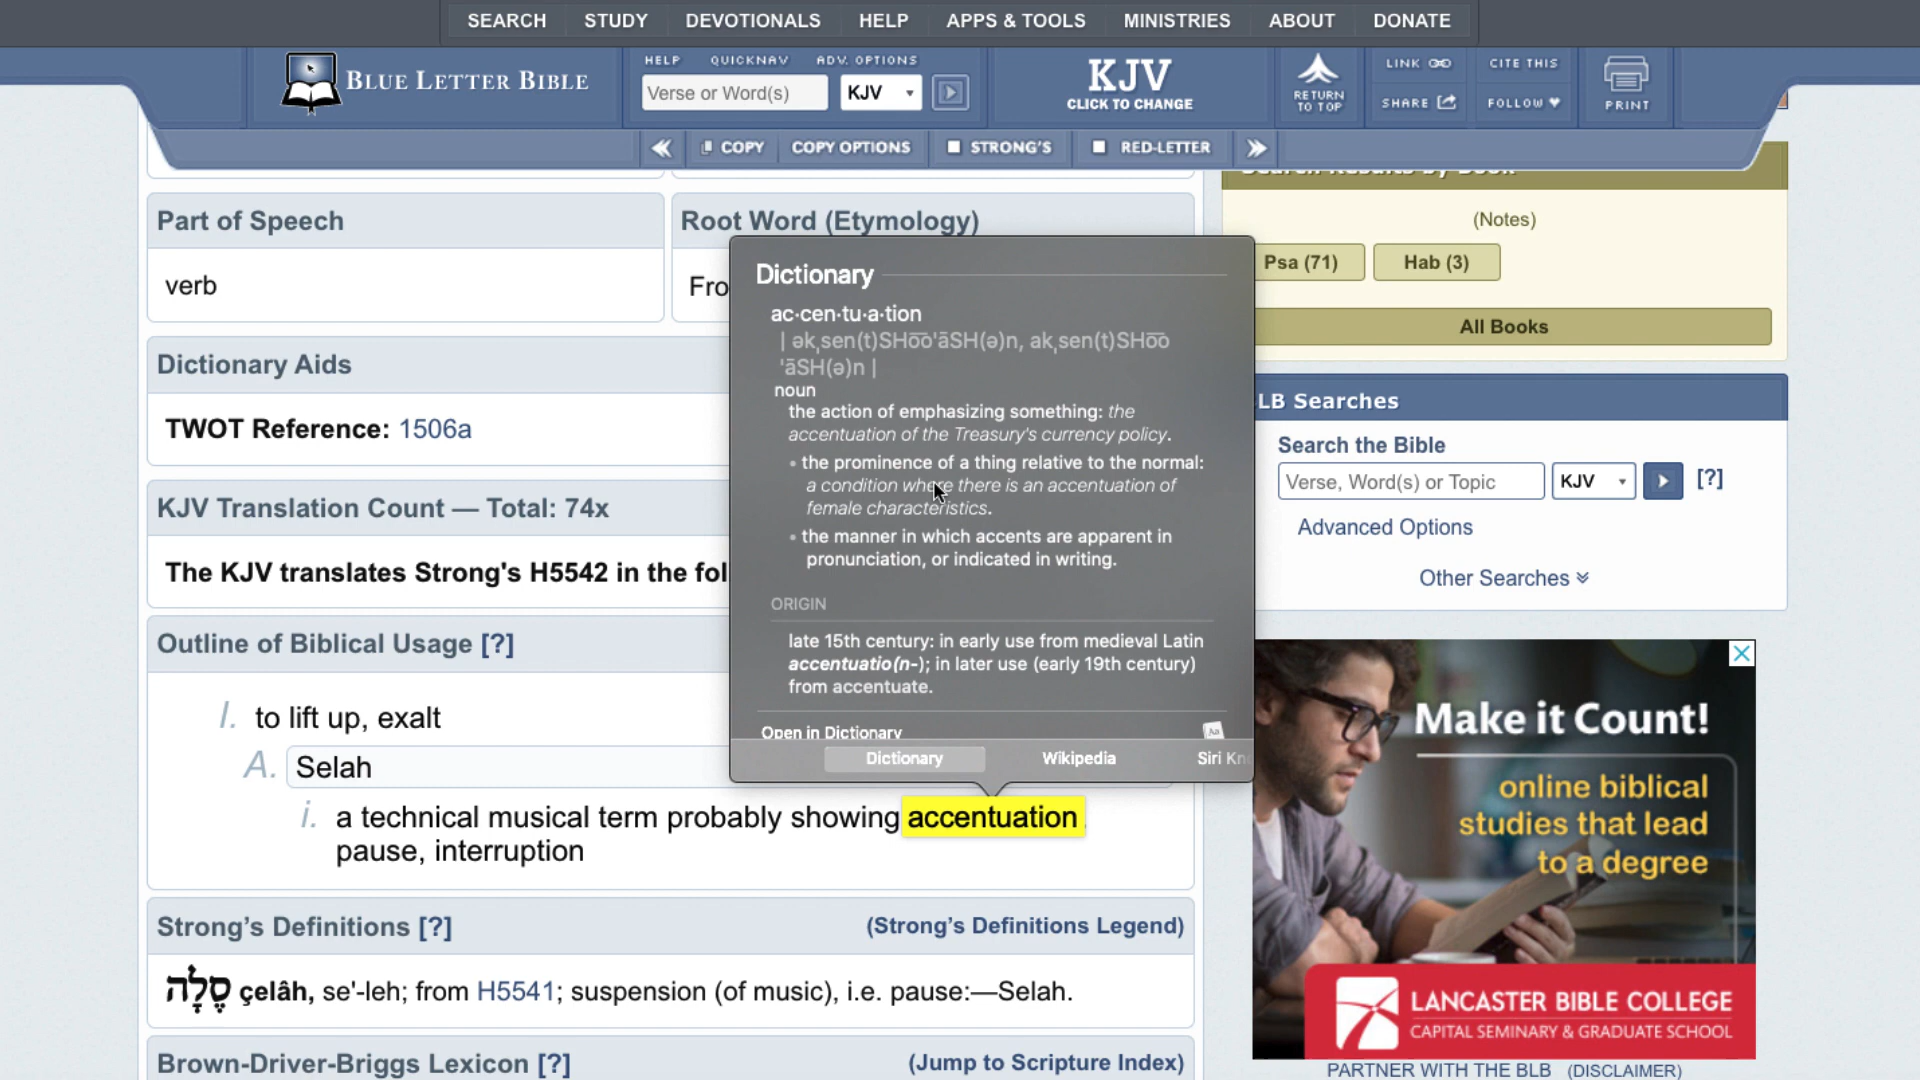 SEARCH STUDY DEVOTIONALS HELP APPS & TOOLS MINISTRIES ABOUT DONATE
BLUE LETTER BIBLE
HELP QUICKNAV ADV. OPTIONS
Verse or Word(s) KJV
KJV
CLICK TO CHANGE
RETURN
TO TOP
LINK CITE THIS
SHARE FOLLOW
PRINT
COPY COPY OPTIONS STRONG'S RED-LETTER
Part of Speech
verb
Root Word (Etymology)
Fro
Dictionary Aids
TWOT Reference: 1506a
KJV Translation Count — Total: 74x
The KJV translates Strong's H5542 in the fol
Outline of Biblical Usage [?]
I. to lift up, exalt
A. Selah
i. a technical musical term probably showing accentuation
pause, interruption
Strong's Definitions [?] (Strong's Definitions Legend)
סֶלָה çelâh, se'-leh; from H5541; suspension (of music), i.e. pause:—Selah.
Brown-Driver-Briggs Lexicon [?] (Jump to Scripture Index)
Dictionary
ac·cen·tu·a·tion
| əkˌsen(t)SHo͞oˈāSH(ə)n, akˌsen(t)SHo͞o
ˈāSH(ə)n |
noun
the action of emphasizing something: the
accentuation of the Treasury's currency policy.
• the prominence of a thing relative to the normal:
a condition where there is an accentuation of
female characteristics.
• the manner in which accents are apparent in
pronunciation, or indicated in writing.
ORIGIN
late 15th century: in early use from medieval Latin
accentuatio(n-); in later use (early 19th century)
from accentuate.
Open in Dictionary
Dictionary Wikipedia Siri Kn
Search Results by Book
(Notes)
Psa (71) Hab (3)
All Books
LB Searches
Search the Bible
Verse, Word(s) or Topic KJV [?]
Advanced Options
Other Searches
Make it Count!
online biblical
studies that lead
to a degree
LANCASTER BIBLE COLLEGE
CAPITAL SEMINARY & GRADUATE SCHOOL
PARTNER WITH THE BLB (DISCLAIMER)